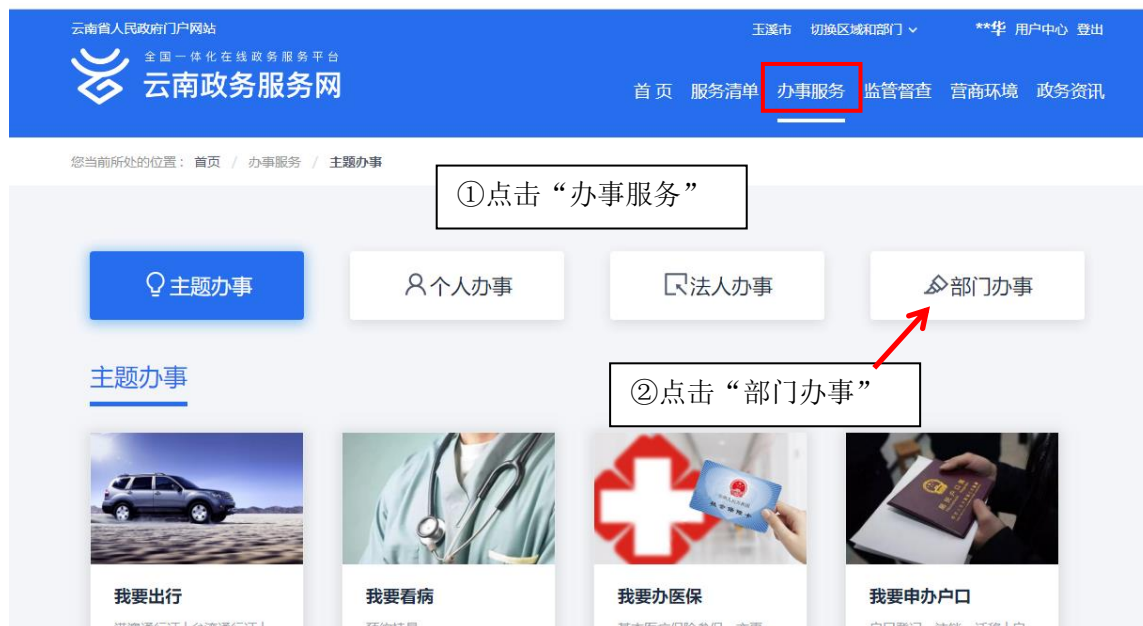 云南省人民政府门户网站
玉溪市 切换区域和部门 **华 用户中心 登出
全国一体化在线政务服务平台
云南政务服务网
首页 服务清单 办事服务 监管督查 营商环境 政务资讯
您当前所处的位置：首页 / 办事服务 / 主题办事
①点击“办事服务”
主题办事 个人办事 法人办事 部门办事
主题办事
②点击“部门办事”
我要出行 我要看病 我要办医保 我要申办户口